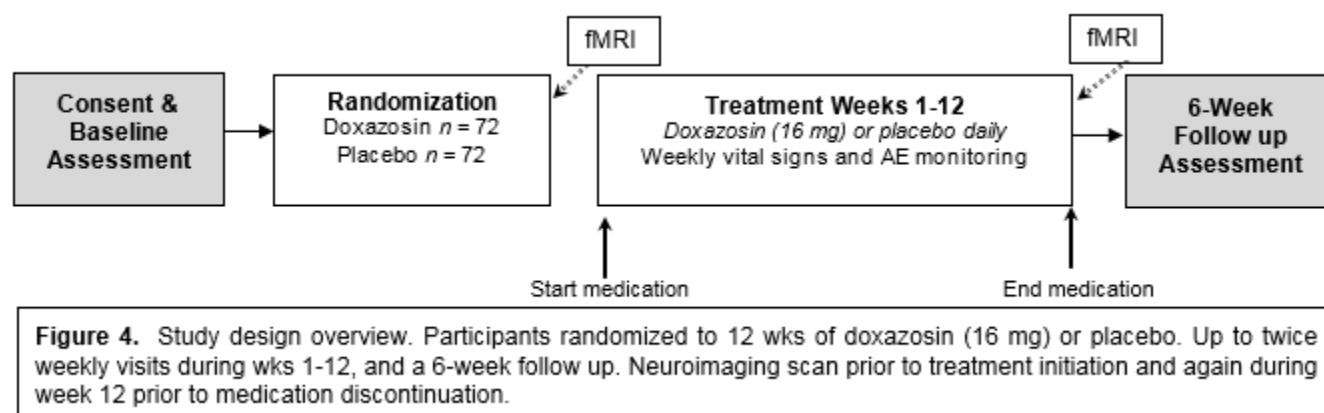 fMRI
fMRI
Consent &
Baseline
Assessment
Randomization
Doxazosin n = 72
Placebo n = 72
Treatment Weeks 1-12
Doxazosin (16 mg) or placebo daily
Weekly vital signs and AE monitoring
6-Week
Follow up
Assessment
Start medication
End medication
Figure 4. Study design overview. Participants randomized to 12 wks of doxazosin (16 mg) or placebo. Up to twice
weekly visits during wks 1-12, and a 6-week follow up. Neuroimaging scan prior to treatment initiation and again during
week 12 prior to medication discontinuation.